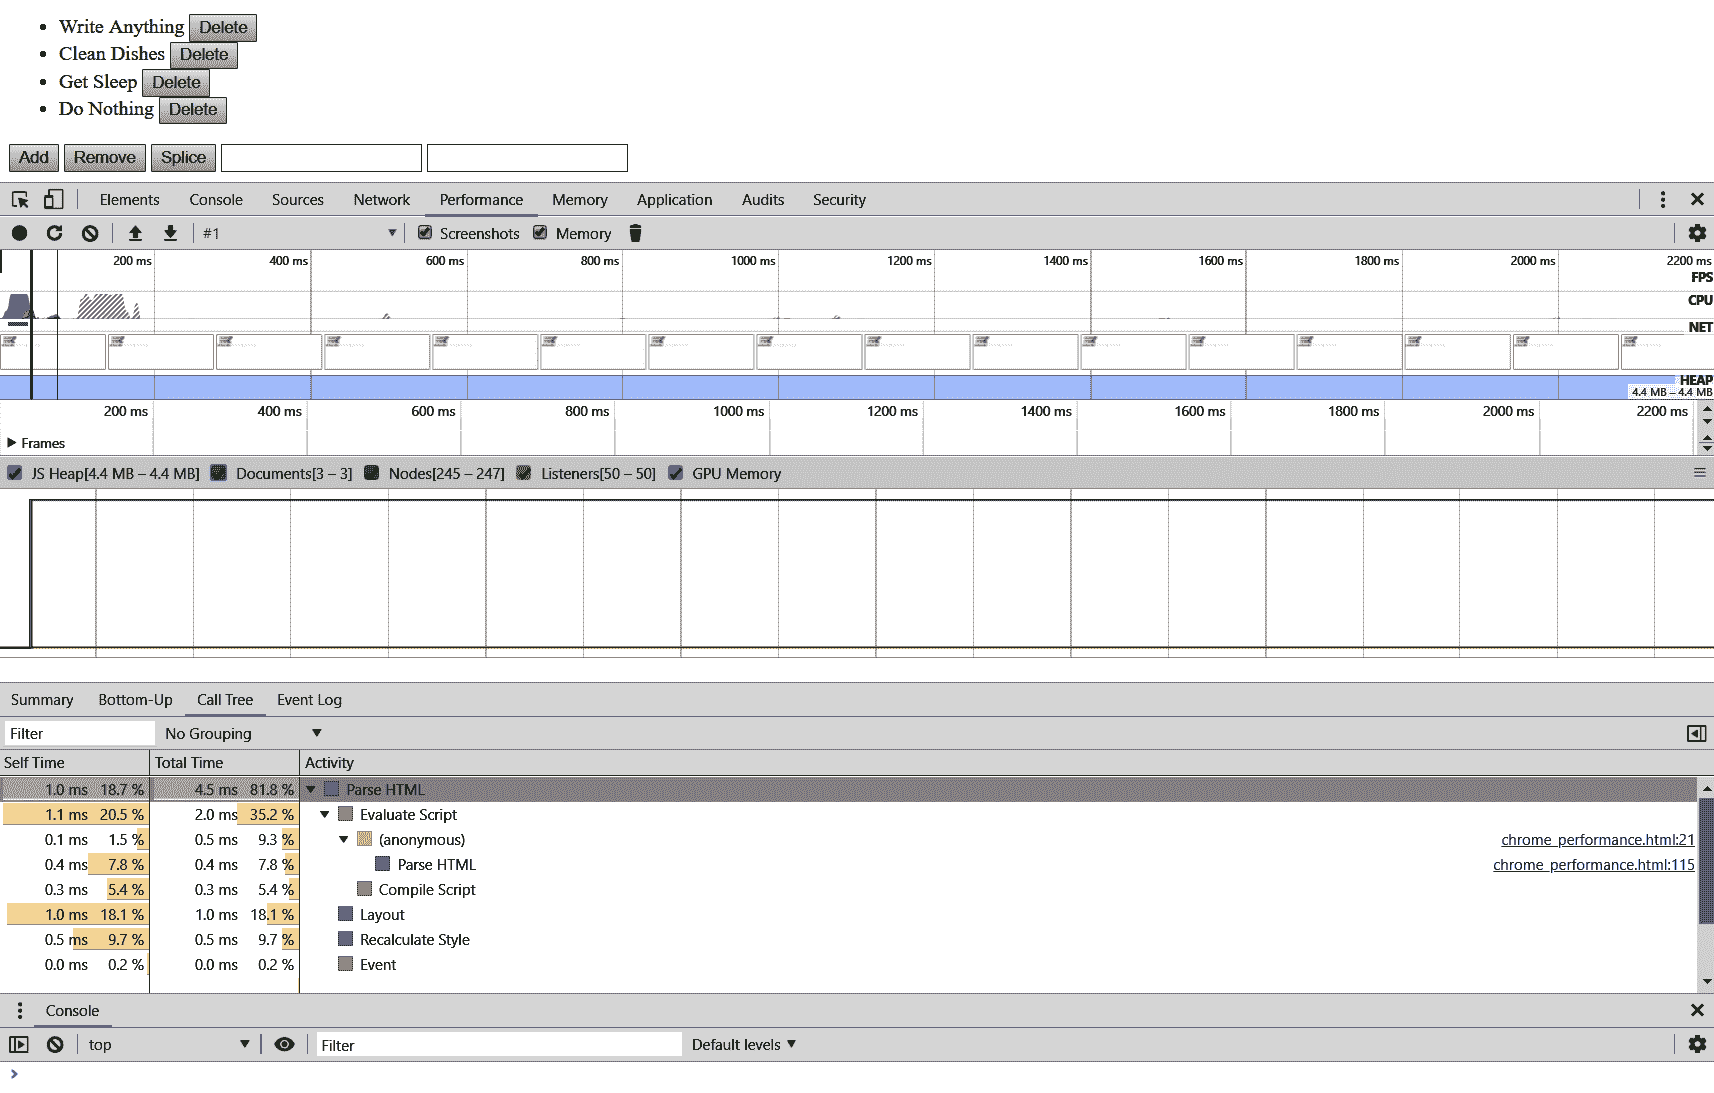 Write Anything Delete
Clean Dishes Delete
Get Sleep Delete
Do Nothing Delete
Add Remove Splice
Elements Console Sources Network Performance Memory Application Audits Security
#1 Screenshots Memory
200 ms 400 ms 600 ms 800 ms 1000 ms 1200 ms 1400 ms 1600 ms 1800 ms 2000 ms 2200 ms
FPS
CPU
NET
HEAP
4.4 MB – 4.4 MB
200 ms 400 ms 600 ms 800 ms 1000 ms 1200 ms 1400 ms 1600 ms 1800 ms 2000 ms 2200 ms
Frames
JS Heap[4.4 MB – 4.4 MB] Documents[3 – 3] Nodes[245 – 247] Listeners[50 – 50] GPU Memory
Summary Bottom-Up Call Tree Event Log
Filter No Grouping
Self Time Total Time Activity
1.0 ms 18.7 % 4.5 ms 81.8 % Parse HTML
1.1 ms 20.5 % 2.0 ms 35.2 % Evaluate Script
0.1 ms 1.5 % 0.5 ms 9.3 % (anonymous) chrome_performance.html:21
0.4 ms 7.8 % 0.4 ms 7.8 % Parse HTML chrome_performance.html:115
0.3 ms 5.4 % 0.3 ms 5.4 % Compile Script
1.0 ms 18.1 % 1.0 ms 18.1 % Layout
0.5 ms 9.7 % 0.5 ms 9.7 % Recalculate Style
0.0 ms 0.2 % 0.0 ms 0.2 % Event
Console
top Filter Default levels